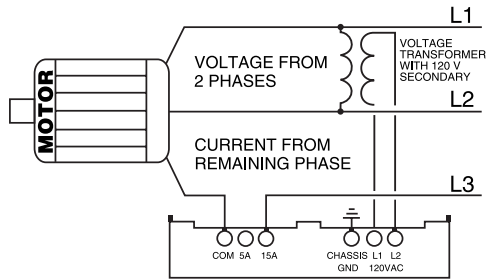 L1
VOLTAGE FROM
2 PHASES
VOLTAGE
TRANSFORMER
WITH 120 V
SECONDARY
MOTOR
L2
CURRENT FROM
REMAINING PHASE
L3
COM 5A 15A CHASSIS L1 L2
GND 120VAC